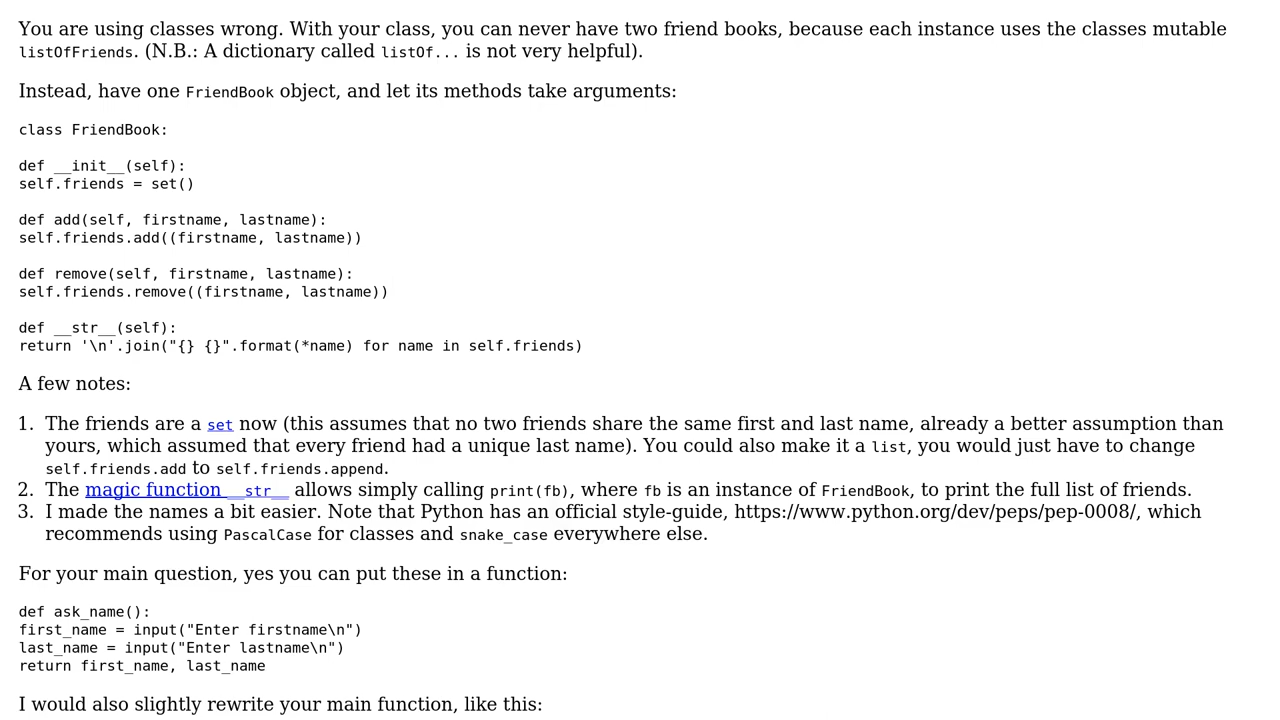 You are using classes wrong. With your class, you can never have two friend books, because each instance uses the classes mutable
listOfFriends. (N.B.: A dictionary called listOf... is not very helpful).
Instead, have one FriendBook object, and let its methods take arguments:
class FriendBook:
def __init__(self):
self.friends = set()
def add(self, firstname, lastname):
self.friends.add((firstname, lastname))
def remove(self, firstname, lastname):
self.friends.remove((firstname, lastname))
def __str__(self):
return '\n'.join("{} {}".format(*name) for name in self.friends)
A few notes:
1. The friends are a set now (this assumes that no two friends share the same first and last name, already a better assumption than
yours, which assumed that every friend had a unique last name). You could also make it a list, you would just have to change
self.friends.add to self.friends.append.
2. The magic function __str__ allows simply calling print(fb), where fb is an instance of FriendBook, to print the full list of friends.
3. I made the names a bit easier. Note that Python has an official style-guide, https://www.python.org/dev/peps/pep-0008/, which
recommends using PascalCase for classes and snake_case everywhere else.
For your main question, yes you can put these in a function:
def ask_name():
first_name = input("Enter firstname\n")
last_name = input("Enter lastname\n")
return first_name, last_name
I would also slightly rewrite your main function, like this: